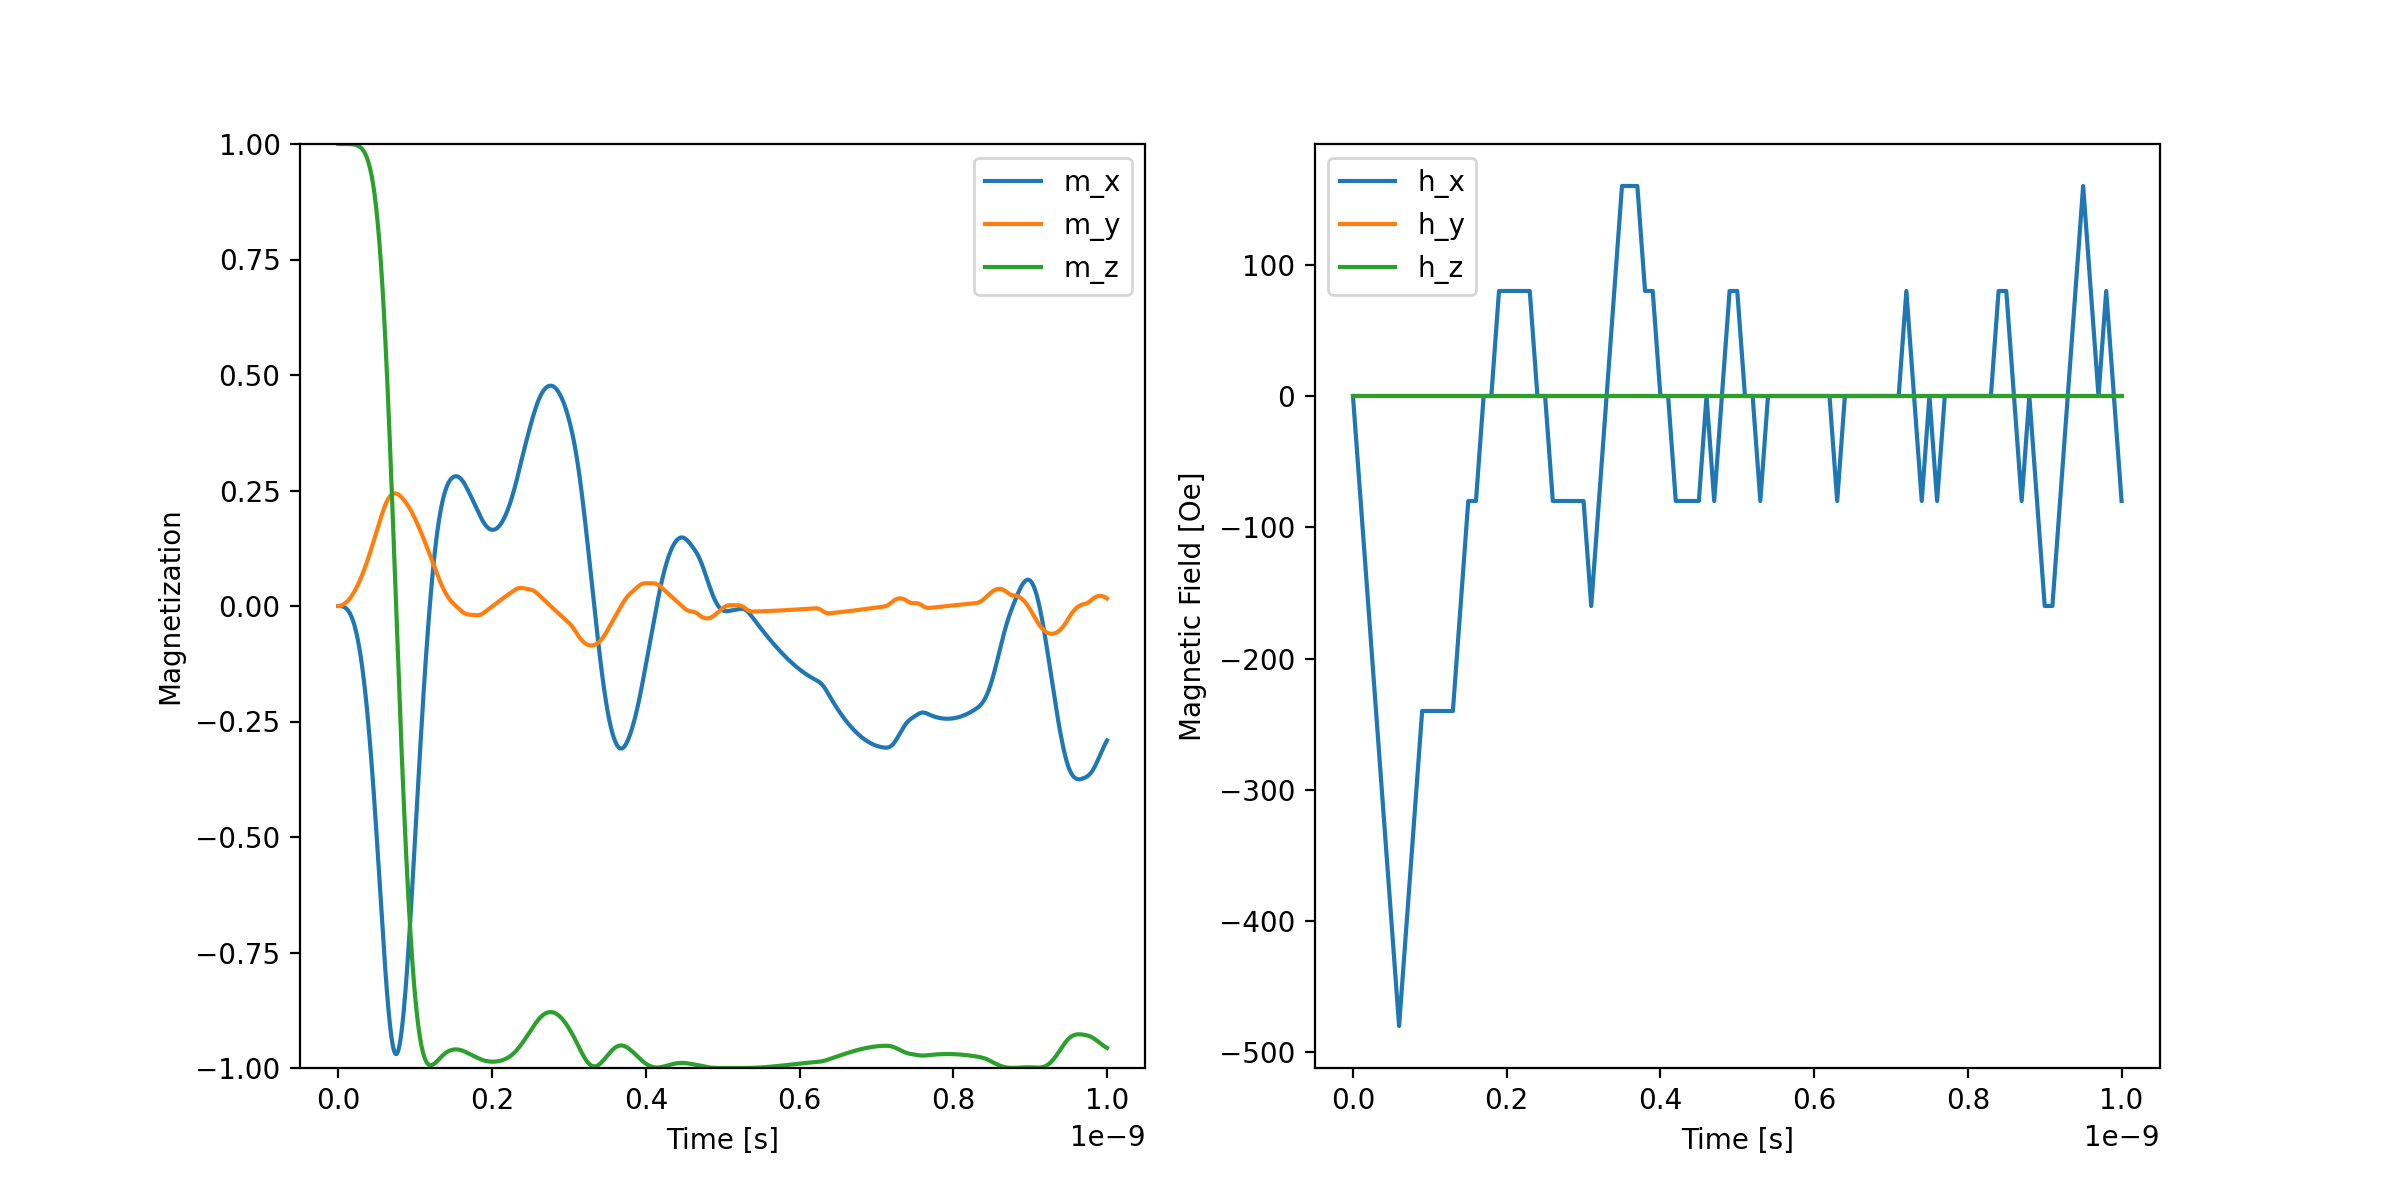 1.00
0.75
0.50
0.25
0.00
−0.25
−0.50
−0.75
−1.00
Magnetization
0.0 0.2 0.4 0.6 0.8 1.0
Time [s]
1e−9
m_x
m_y
m_z
100
0
−100
−200
−300
−400
−500
Magnetic Field [Oe]
0.0 0.2 0.4 0.6 0.8 1.0
Time [s]
1e−9
h_x
h_y
h_z